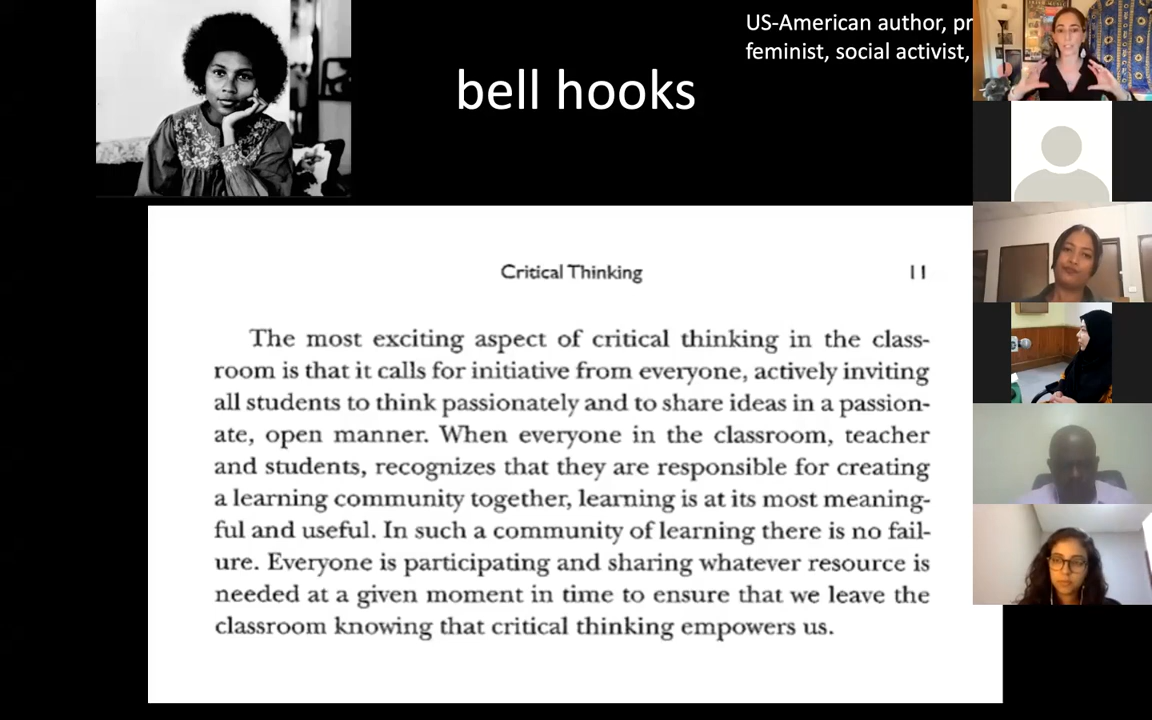 US-American author, pr
feminist, social activist,
bell hooks
Critical Thinking 11
The most exciting aspect of critical thinking in the class-
room is that it calls for initiative from everyone, actively inviting
all students to think passionately and to share ideas in a passion-
ate, open manner. When everyone in the classroom, teacher
and students, recognizes that they are responsible for creating
a learning community together, learning is at its most meaning-
ful and useful. In such a community of learning there is no fail-
ure. Everyone is participating and sharing whatever resource is
needed at a given moment in time to ensure that we leave the
classroom knowing that critical thinking empowers us.